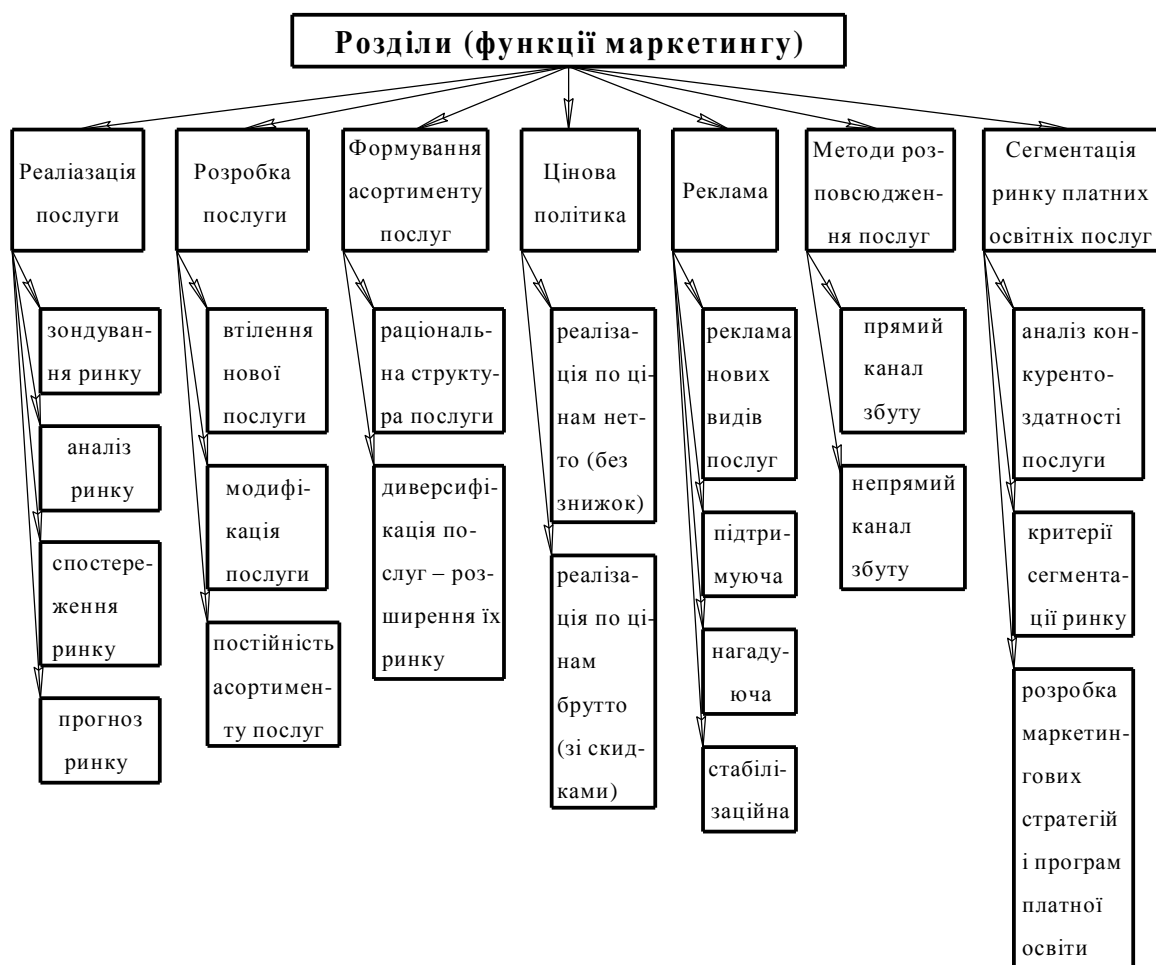 Розділи (функції маркетингу)
Реаліазація
послуги
Розробка
послуги
Формування
асортименту
послуг
Цінова
політика
Реклама
Методи роз-
повсюджен-
ня послуг
Сегментація
ринку платних
освітніх послуг
зондуван-
ня ринку
аналіз
ринку
спостере-
ження
ринку
прогноз
ринку
втілення
нової
послуги
модифі-
кація
послуги
постійність
асортимен-
ту послуг
раціональ-
на структу-
ра послуги
диверсифі-
кація по-
слуг – роз-
ширення їх
ринку
реаліза-
ція по ці-
нам нет-
то (без
знижок)
реаліза-
ція по ці-
нам
брутто
(зі скид-
ками)
реклама
нових
видів
послуг
підтри-
муюча
нагаду-
юча
стабілі-
заційна
прямий
канал
збуту
непрямий
канал
збуту
аналіз кон-
куренто-
здатності
послуги
критерії
сегмента-
ції ринку
розробка
маркетин-
гових
стратегій
і програм
платної
освіти